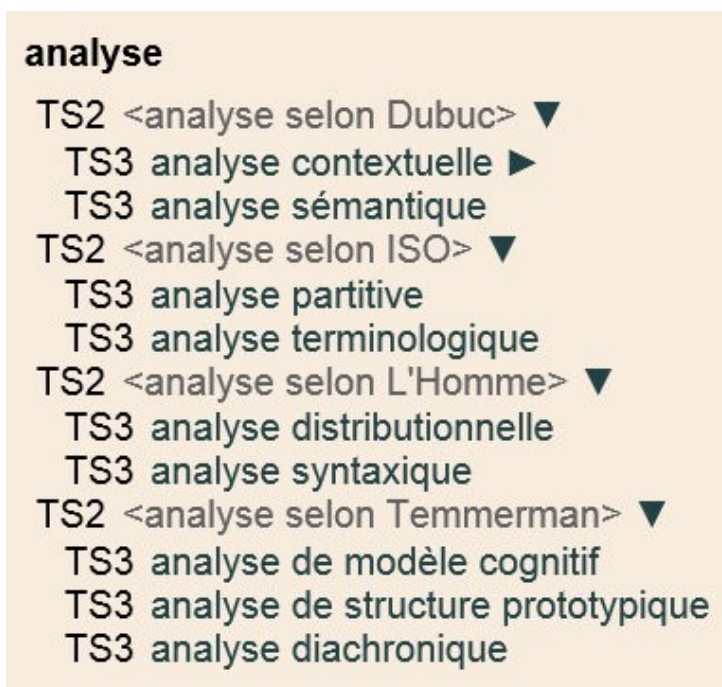 analyse
TS2 <analyse selon Dubuc> ▼
TS3 analyse contextuelle ►
TS3 analyse sémantique
TS2 <analyse selon ISO> ▼
TS3 analyse partitive
TS3 analyse terminologique
TS2 <analyse selon L'Homme> ▼
TS3 analyse distributionnelle
TS3 analyse syntaxique
TS2 <analyse selon Temmerman> ▼
TS3 analyse de modèle cognitif
TS3 analyse de structure prototypique
TS3 analyse diachronique